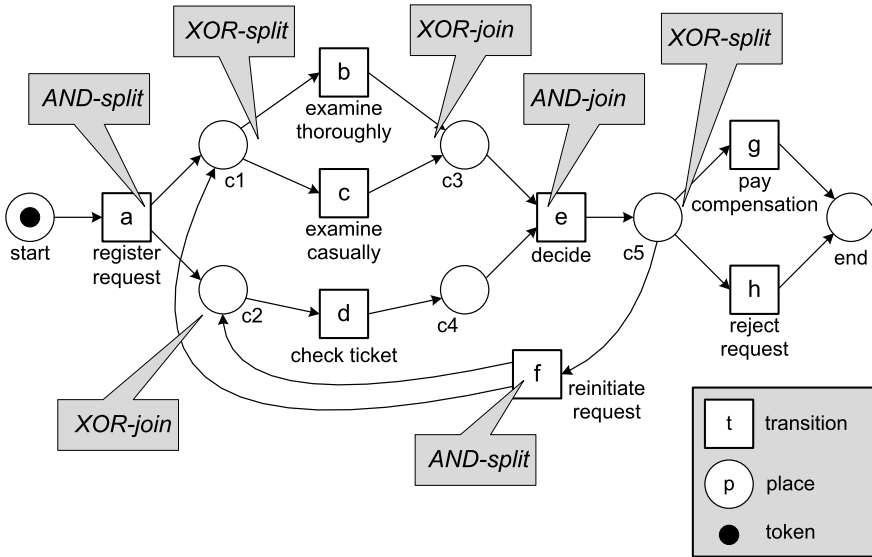 XOR-split
XOR-join
XOR-split
b
AND-split
examine
thoroughly
AND-join
g
c1
c3
pay
compensation
c
a
e
start
register
request
examine
casually
decide
c5
end
c2
d
c4
h
check ticket
reject
request
f
reinitiate
request
XOR-join
AND-split
t
transition
p
place
token